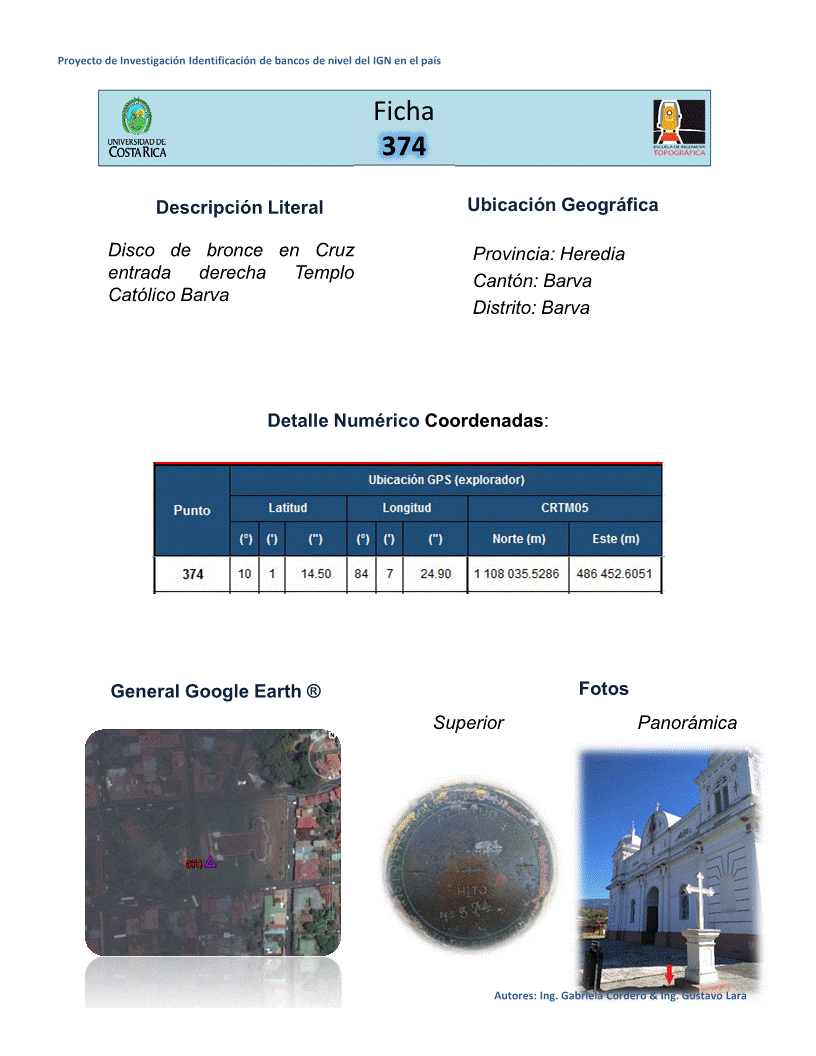 Proyecto de Investigación Identificación de bancos de nivel del IGN en el país
UNIVERSIDAD DE
COSTA RICA
Ficha
374
ESCUELA DE INGENIERIA
TOPOGRÁFICA
Descripción Literal
Disco de bronce en Cruz
entrada derecha Templo
Católico Barva
Ubicación Geográfica
Provincia: Heredia
Cantón: Barva
Distrito: Barva
Detalle Numérico Coordenadas:
Punto
Ubicación GPS (explorador)
Latitud Longitud CRTM05
(°) (') (") (°) (') (") Norte (m) Este (m)
374 10 1 14.50 84 7 24.90 1 108 035.5286 486 452.6051
General Google Earth ®
Fotos
Superior Panorámica
N
374
HITO
Nº 374
Autores: Ing. Gabriela Cordero & Ing. Gustavo Lara